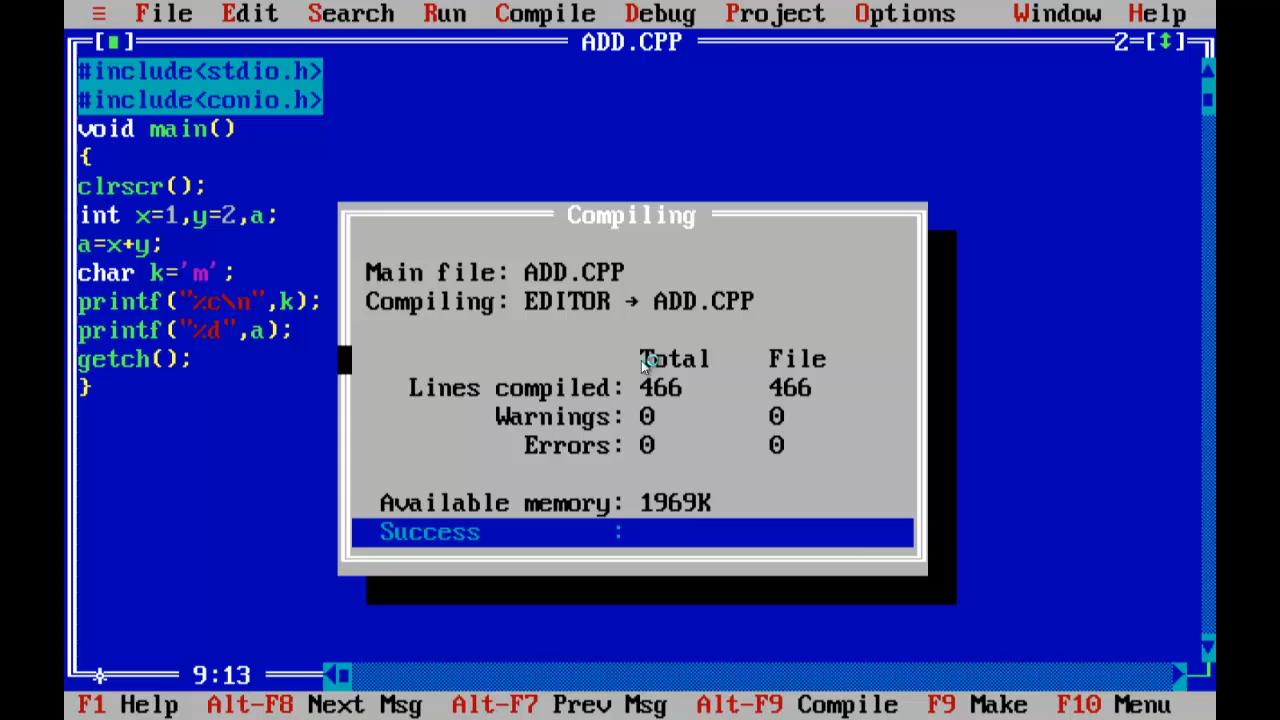 ≡ File Edit Search Run Compile Debug Project Options Window Help
[■] ADD.CPP 2=[↕]
#include<stdio.h>
#include<conio.h>
void main()
{
clrscr();
int x=1,y=2,a;
a=x+y;
char k='m';
printf("%c\n",k);
printf("%d",a);
getch();
}
Compiling
Main file: ADD.CPP
Compiling: EDITOR → ADD.CPP
Total File
Lines compiled: 466 466
Warnings: 0 0
Errors: 0 0
Available memory: 1969K
Success :
9:13
F1 Help Alt-F8 Next Msg Alt-F7 Prev Msg Alt-F9 Compile F9 Make F10 Menu